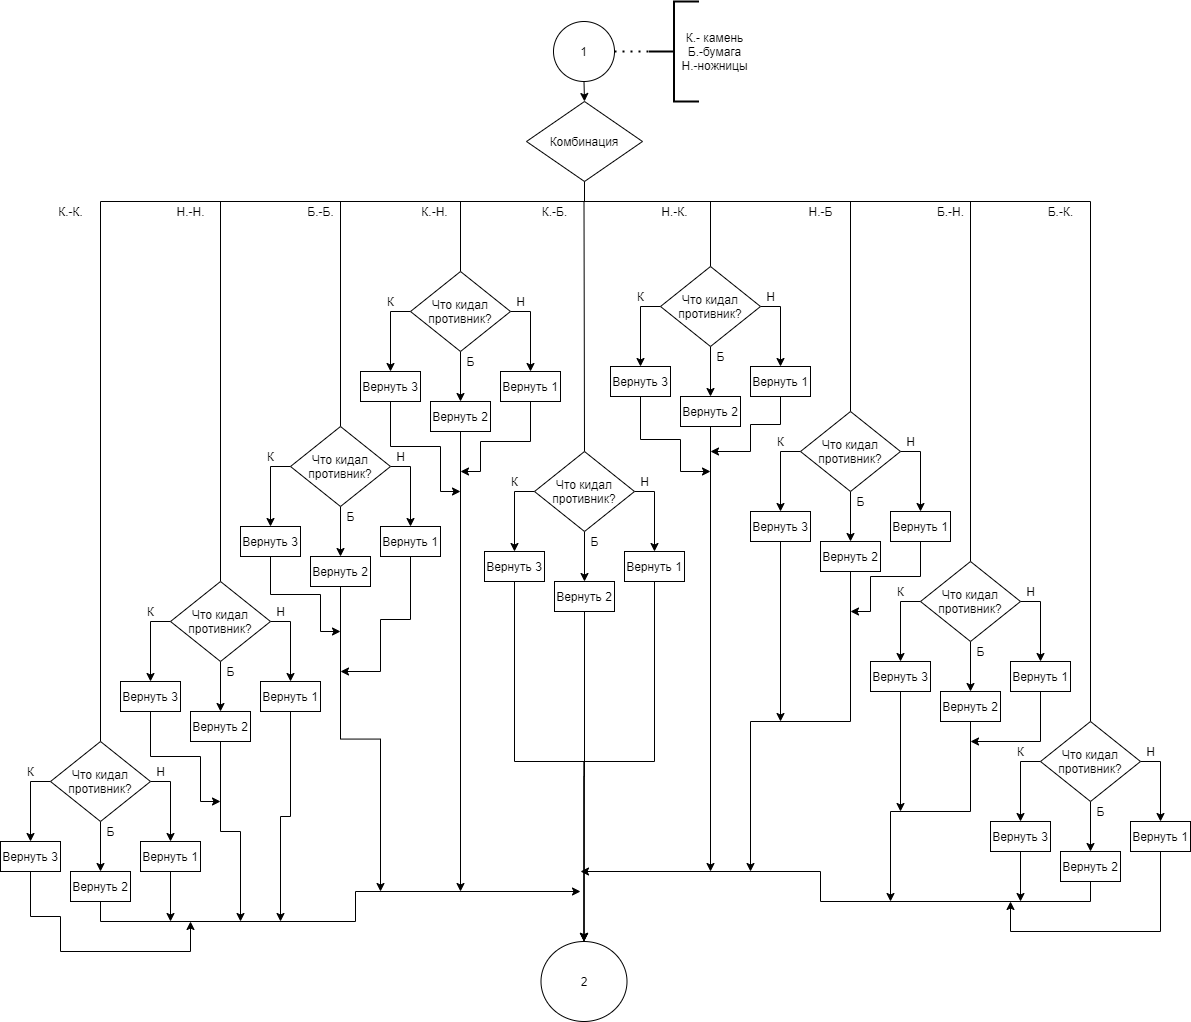 1
К.- камень
Б.-бумага
Н.-ножницы
Комбинация
К.-К.
Н.-Н.
Б.-Б.
К.-Н.
К.-Б.
Н.-К.
Н.-Б
Б.-Н.
Б.-К.
К
Что кидал
противник?
Н
Б
Вернуть 3
Вернуть 2
Вернуть 1
К
Что кидал
противник?
Н
Б
Вернуть 3
Вернуть 2
Вернуть 1
К
Что кидал
противник?
Н
Б
Вернуть 3
Вернуть 2
Вернуть 1
К
Что кидал
противник?
Н
Б
Вернуть 3
Вернуть 2
Вернуть 1
К
Что кидал
противник?
Н
Б
Вернуть 3
Вернуть 2
Вернуть 1
К
Что кидал
противник?
Н
Б
Вернуть 3
Вернуть 2
Вернуть 1
К
Что кидал
противник?
Н
Б
Вернуть 3
Вернуть 2
Вернуть 1
К
Что кидал
противник?
Н
Б
Вернуть 3
Вернуть 2
Вернуть 1
К
Что кидал
противник?
Н
Б
Вернуть 3
Вернуть 2
Вернуть 1
2